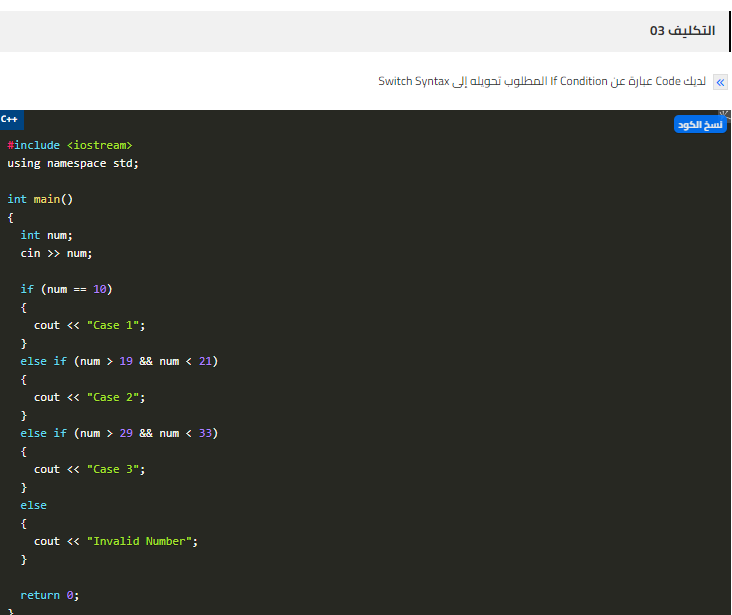 التكليف 03
لديك Code عبارة عن If Condition المطلوب تحويله إلى Switch Syntax
C++
نسخ الكود
#include <iostream>
using namespace std;

int main()
{
  int num;
  cin >> num;

  if (num == 10)
  {
    cout << "Case 1";
  }
  else if (num > 19 && num < 21)
  {
    cout << "Case 2";
  }
  else if (num > 29 && num < 33)
  {
    cout << "Case 3";
  }
  else
  {
    cout << "Invalid Number";
  }

  return 0;
}